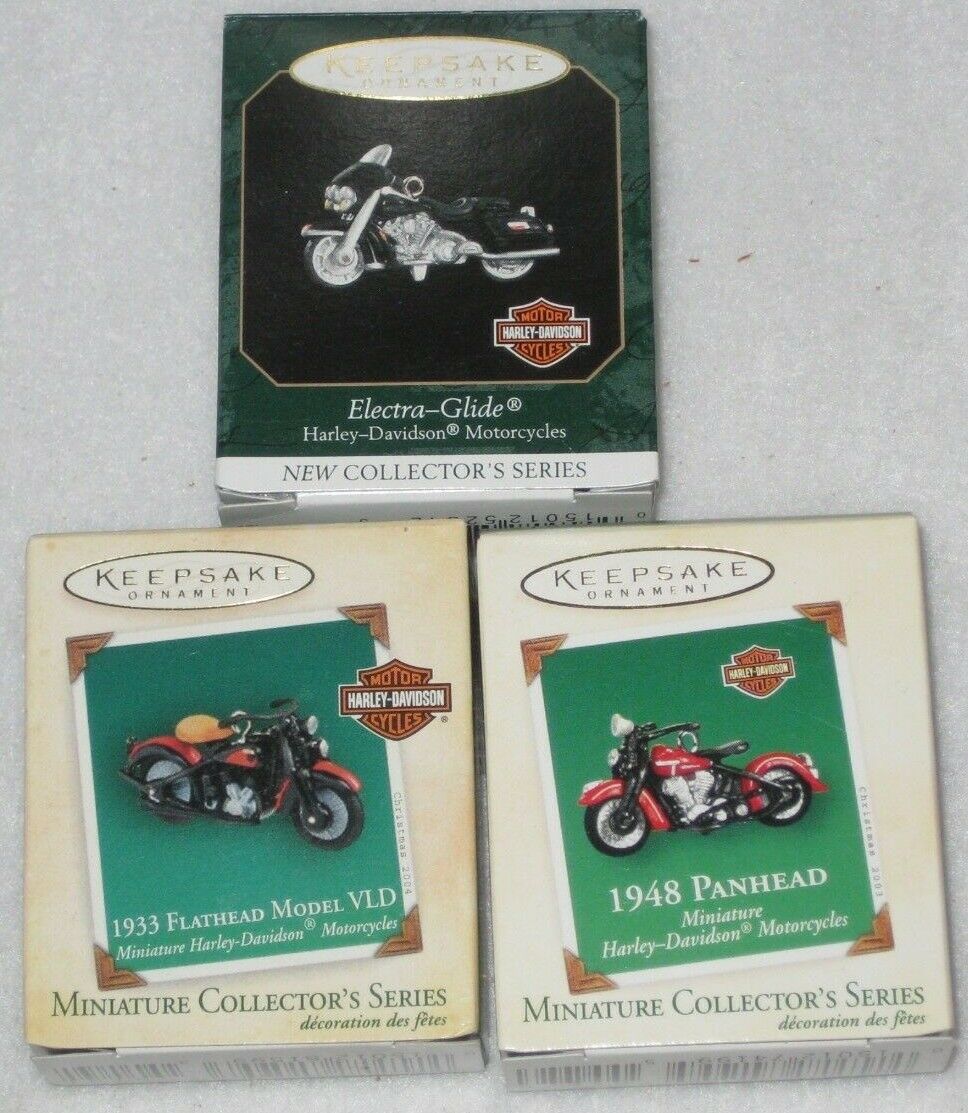 KEEPSAKE
ORNAMENT
MOTOR
HARLEY-DAVIDSON
CYCLES
Electra–Glide®
Harley–Davidson® Motorcycles
NEW COLLECTOR'S SERIES
KEEPSAKE
ORNAMENT
MOTOR
HARLEY-DAVIDSON
CYCLES
®
Christmas 2004
1933 FLATHEAD MODEL VLD
Miniature Harley-Davidson® Motorcycles
MINIATURE COLLECTOR'S SERIES
décoration des fêtes
KEEPSAKE
ORNAMENT
MOTOR
HARLEY-DAVIDSON
CYCLES
Christmas 2003
1948 PANHEAD
Miniature
Harley–Davidson® Motorcycles
MINIATURE COLLECTOR'S SERIES
décoration des fêtes